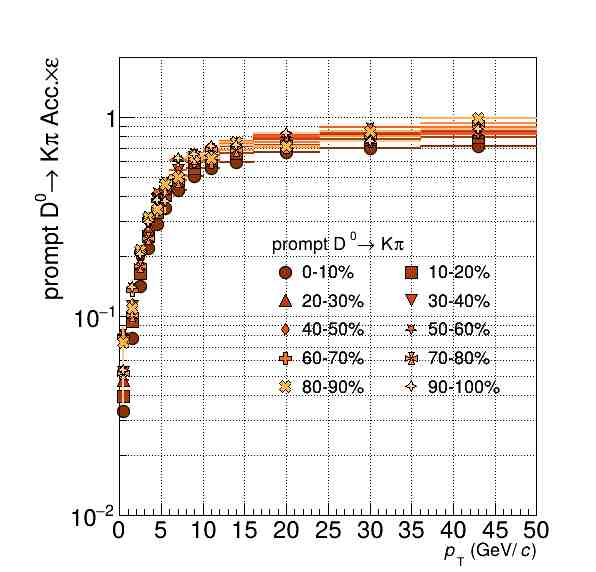 prompt D⁰→ Kπ Acc.×ε
1
10⁻¹
10⁻²
prompt D⁰→ Kπ
0-10% 10-20%
20-30% 30-40%
40-50% 50-60%
60-70% 70-80%
80-90% 90-100%
0 5 10 15 20 25 30 35 40 45 50
p_T (GeV/c)